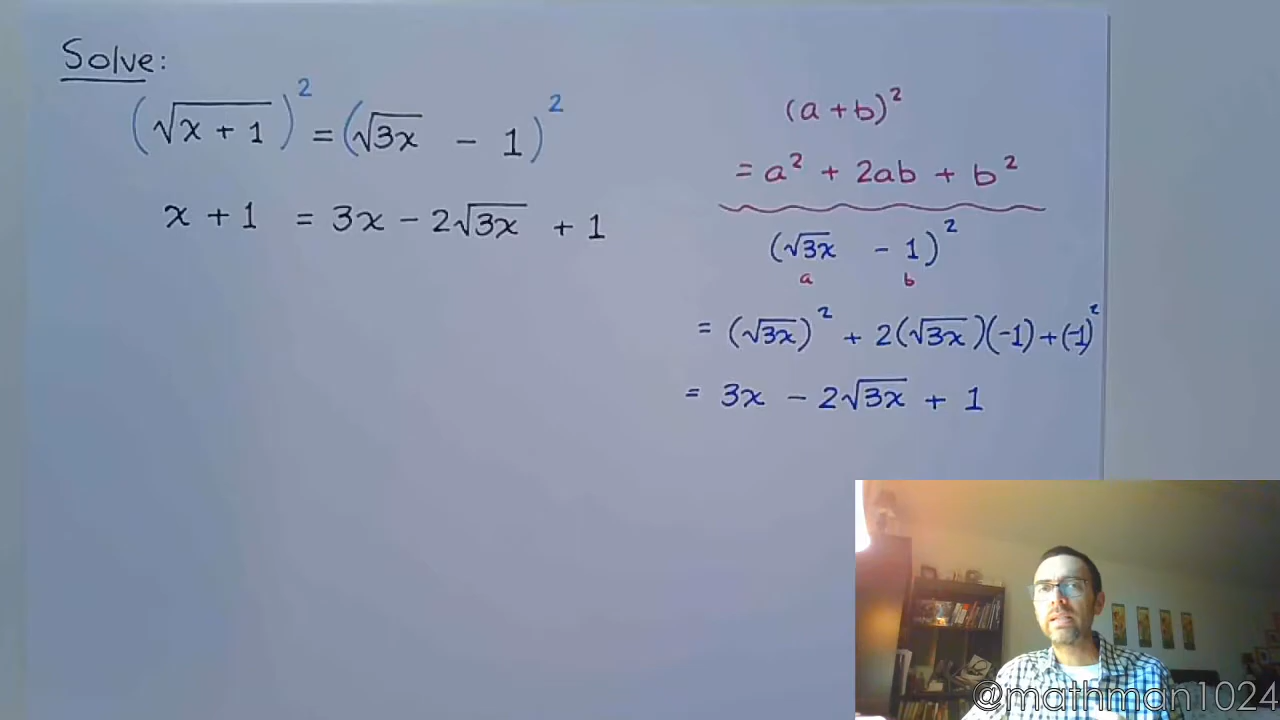 Solve:
(√x + 1)² = (√3x - 1)²
x + 1 = 3x - 2√3x + 1
(a + b)²
= a² + 2ab + b²
(√3x - 1)²
a b
= (√3x)² + 2(√3x)(-1) + (-1)²
= 3x - 2√3x + 1
@mathman1024